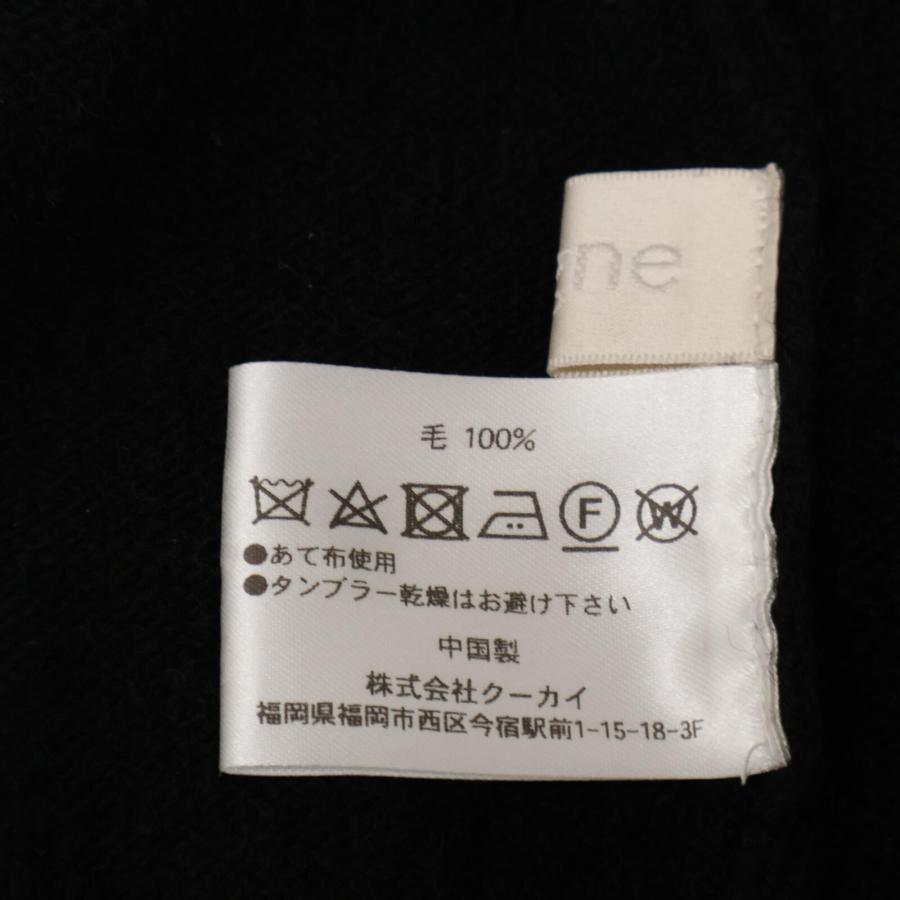 ne
毛 100%
F
W
●あて布使用
●タンブラー乾燥はお避け下さい
中国製
株式会社クーカイ
福岡県福岡市西区今宿駅前1-15-18-3F